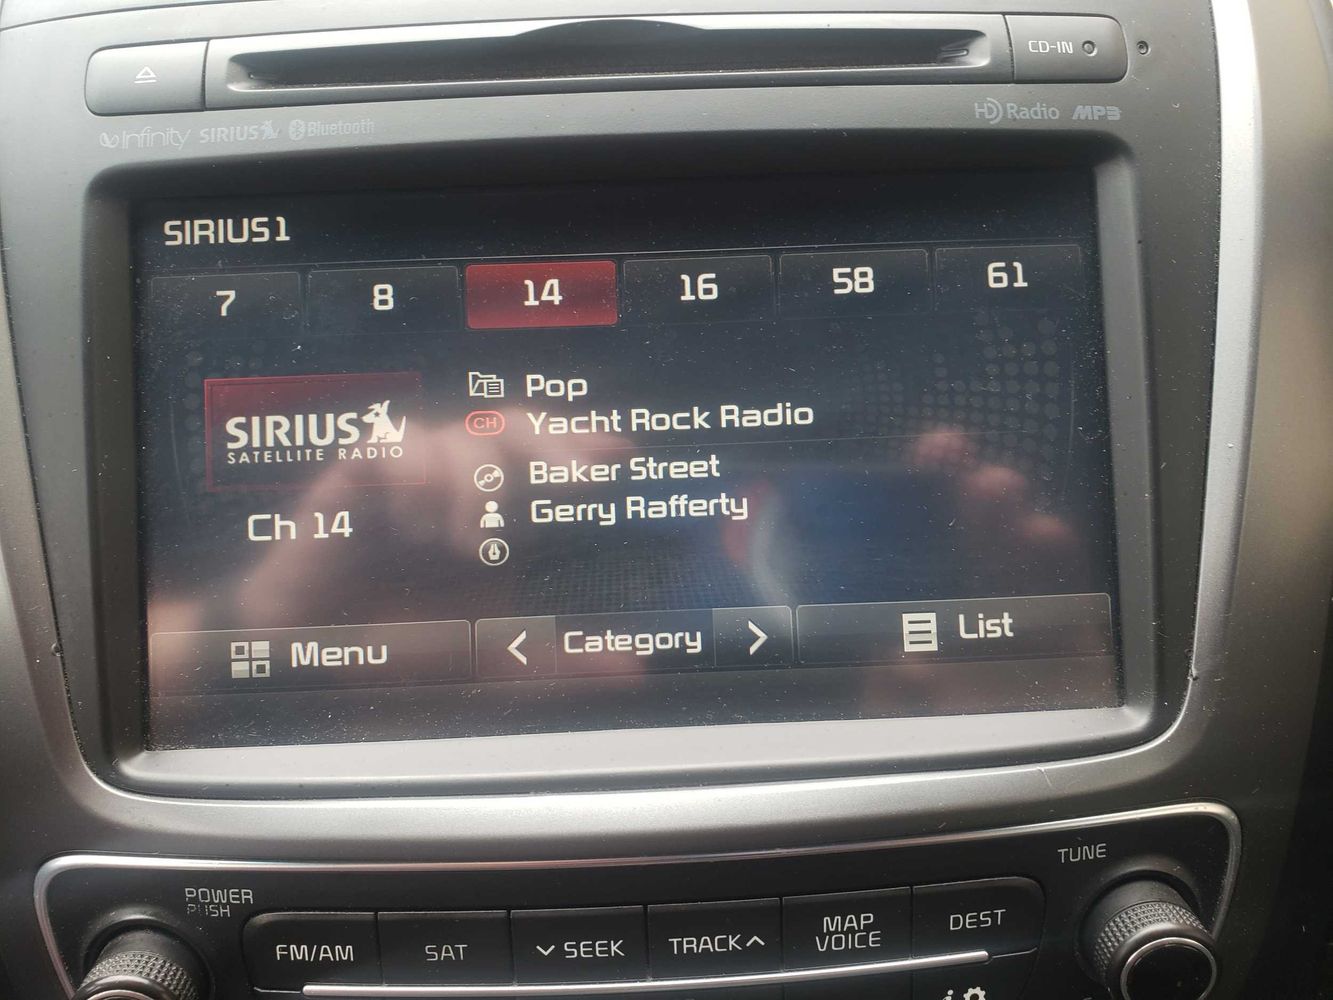 CD-IN
Infinity SIRIUS Bluetooth
HD Radio MP3
SIRIUS1
7 8 14 16 58 61
Pop
CH Yacht Rock Radio
SIRIUS
SATELLITE RADIO
Baker Street
Gerry Rafferty
Ch 14
Menu
Category
List
TUNE
POWER
PUSH
FM/AM
SAT
SEEK
TRACK
MAP
VOICE
DEST